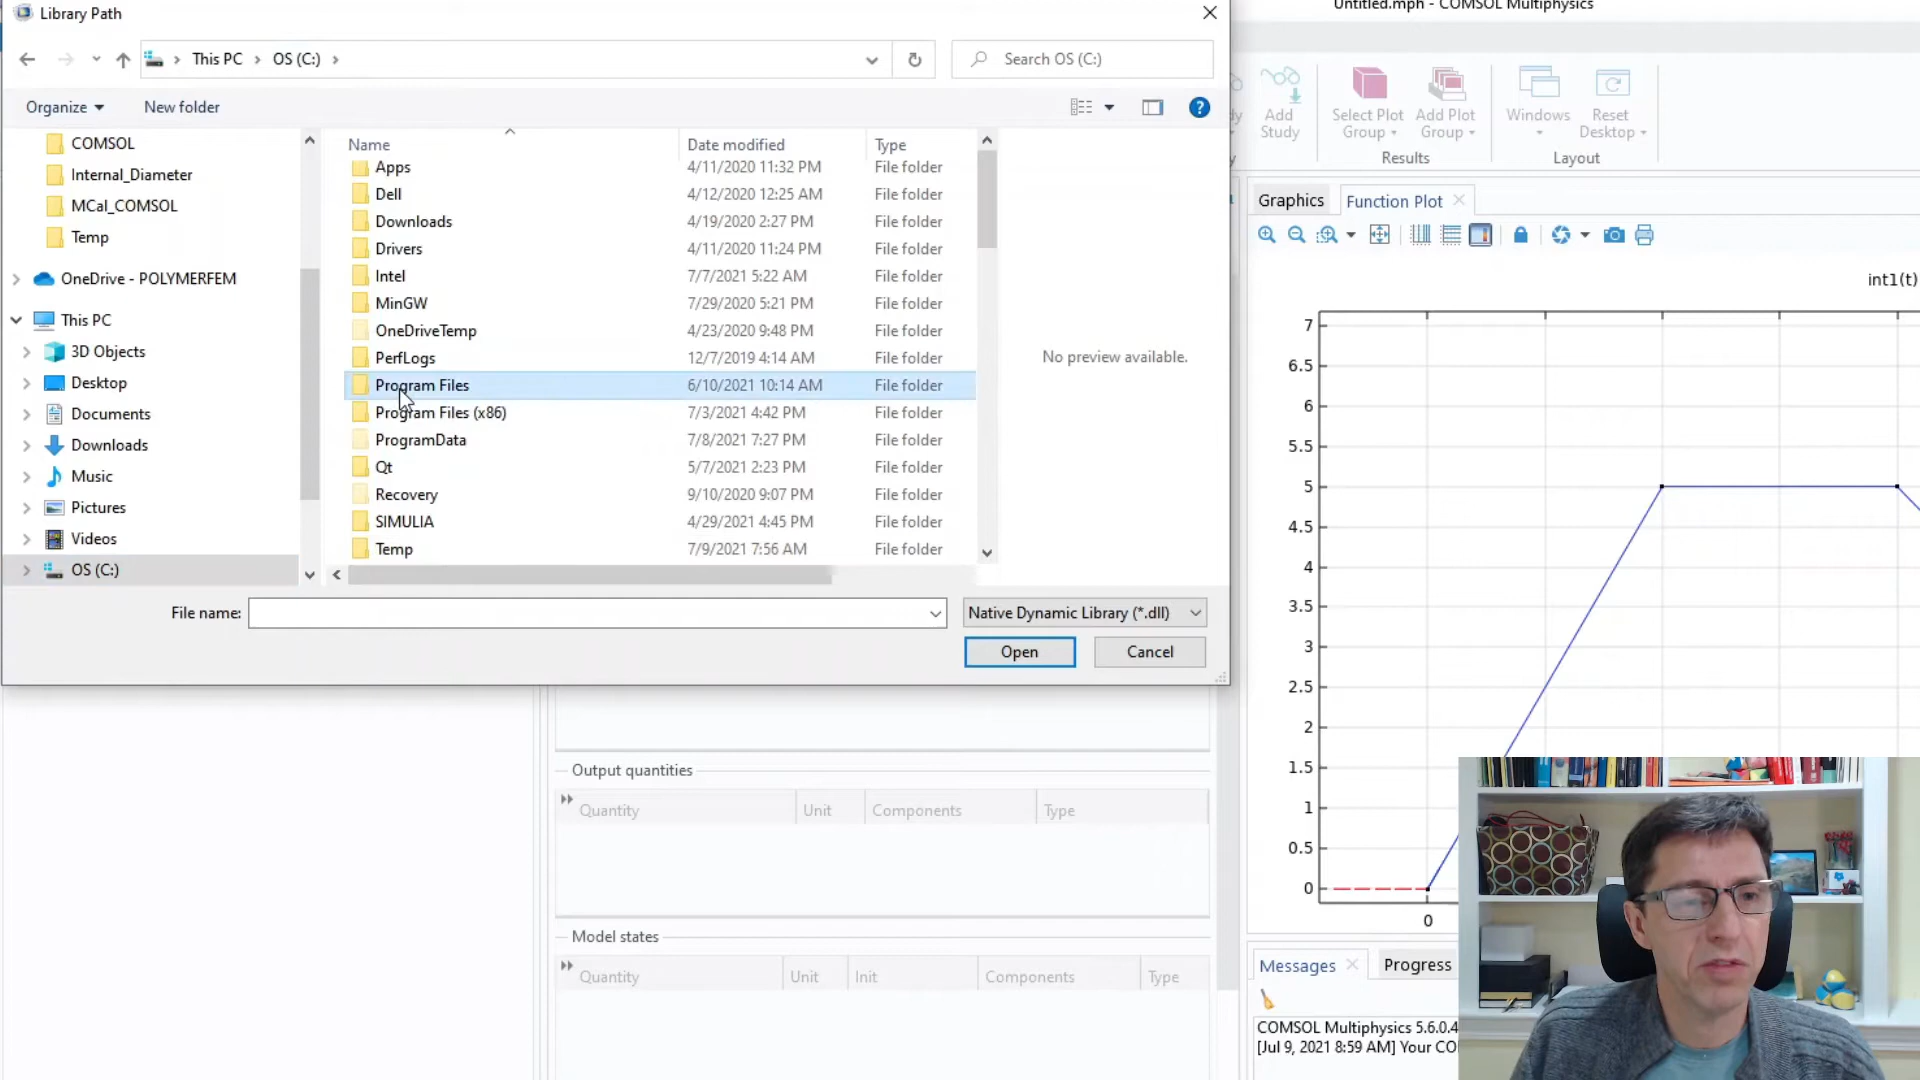 Library Path
Untitled.mph - COMSOL Multiphysics
This PC
OS (C:)
Search OS (C:)
Organize
New folder
Add Study
Select Plot Group
Add Plot Group
Windows
Reset Desktop
Results
Layout
COMSOL
Internal_Diameter
MCal_COMSOL
Temp
OneDrive - POLYMERFEM
This PC
3D Objects
Desktop
Documents
Downloads
Music
Pictures
Videos
OS (C:)
Name Date modified Type
Apps 4/11/2020 11:32 PM File folder
Dell 4/12/2020 12:25 AM File folder
Downloads 4/19/2020 2:27 PM File folder
Drivers 4/11/2020 11:24 PM File folder
Intel 7/7/2021 5:22 AM File folder
MinGW 7/29/2020 5:21 PM File folder
OneDriveTemp 4/23/2020 9:48 PM File folder
PerfLogs 12/7/2019 4:14 AM File folder
Program Files 6/10/2021 10:14 AM File folder
Program Files (x86) 7/3/2021 4:42 PM File folder
ProgramData 7/8/2021 7:27 PM File folder
Qt 5/7/2021 2:23 PM File folder
Recovery 9/10/2020 9:07 PM File folder
SIMULIA 4/29/2021 4:45 PM File folder
Temp 7/9/2021 7:56 AM File folder
No preview available.
File name:
Native Dynamic Library (*.dll)
Open
Cancel
Graphics
Function Plot
int1(t)
7
6.5
6
5.5
5
4.5
4
3.5
3
2.5
2
1.5
1
0.5
0
0
Output quantities
Quantity Unit Components Type
Model states
Quantity Unit Init Components Type
Messages
Progress
COMSOL Multiphysics 5.6.0.4
[Jul 9, 2021 8:59 AM] Your CO